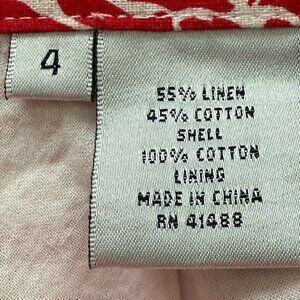 4
55% LINEN
45% COTTON
SHELL
100% COTTON
LINING
MADE IN CHINA
RN 41488